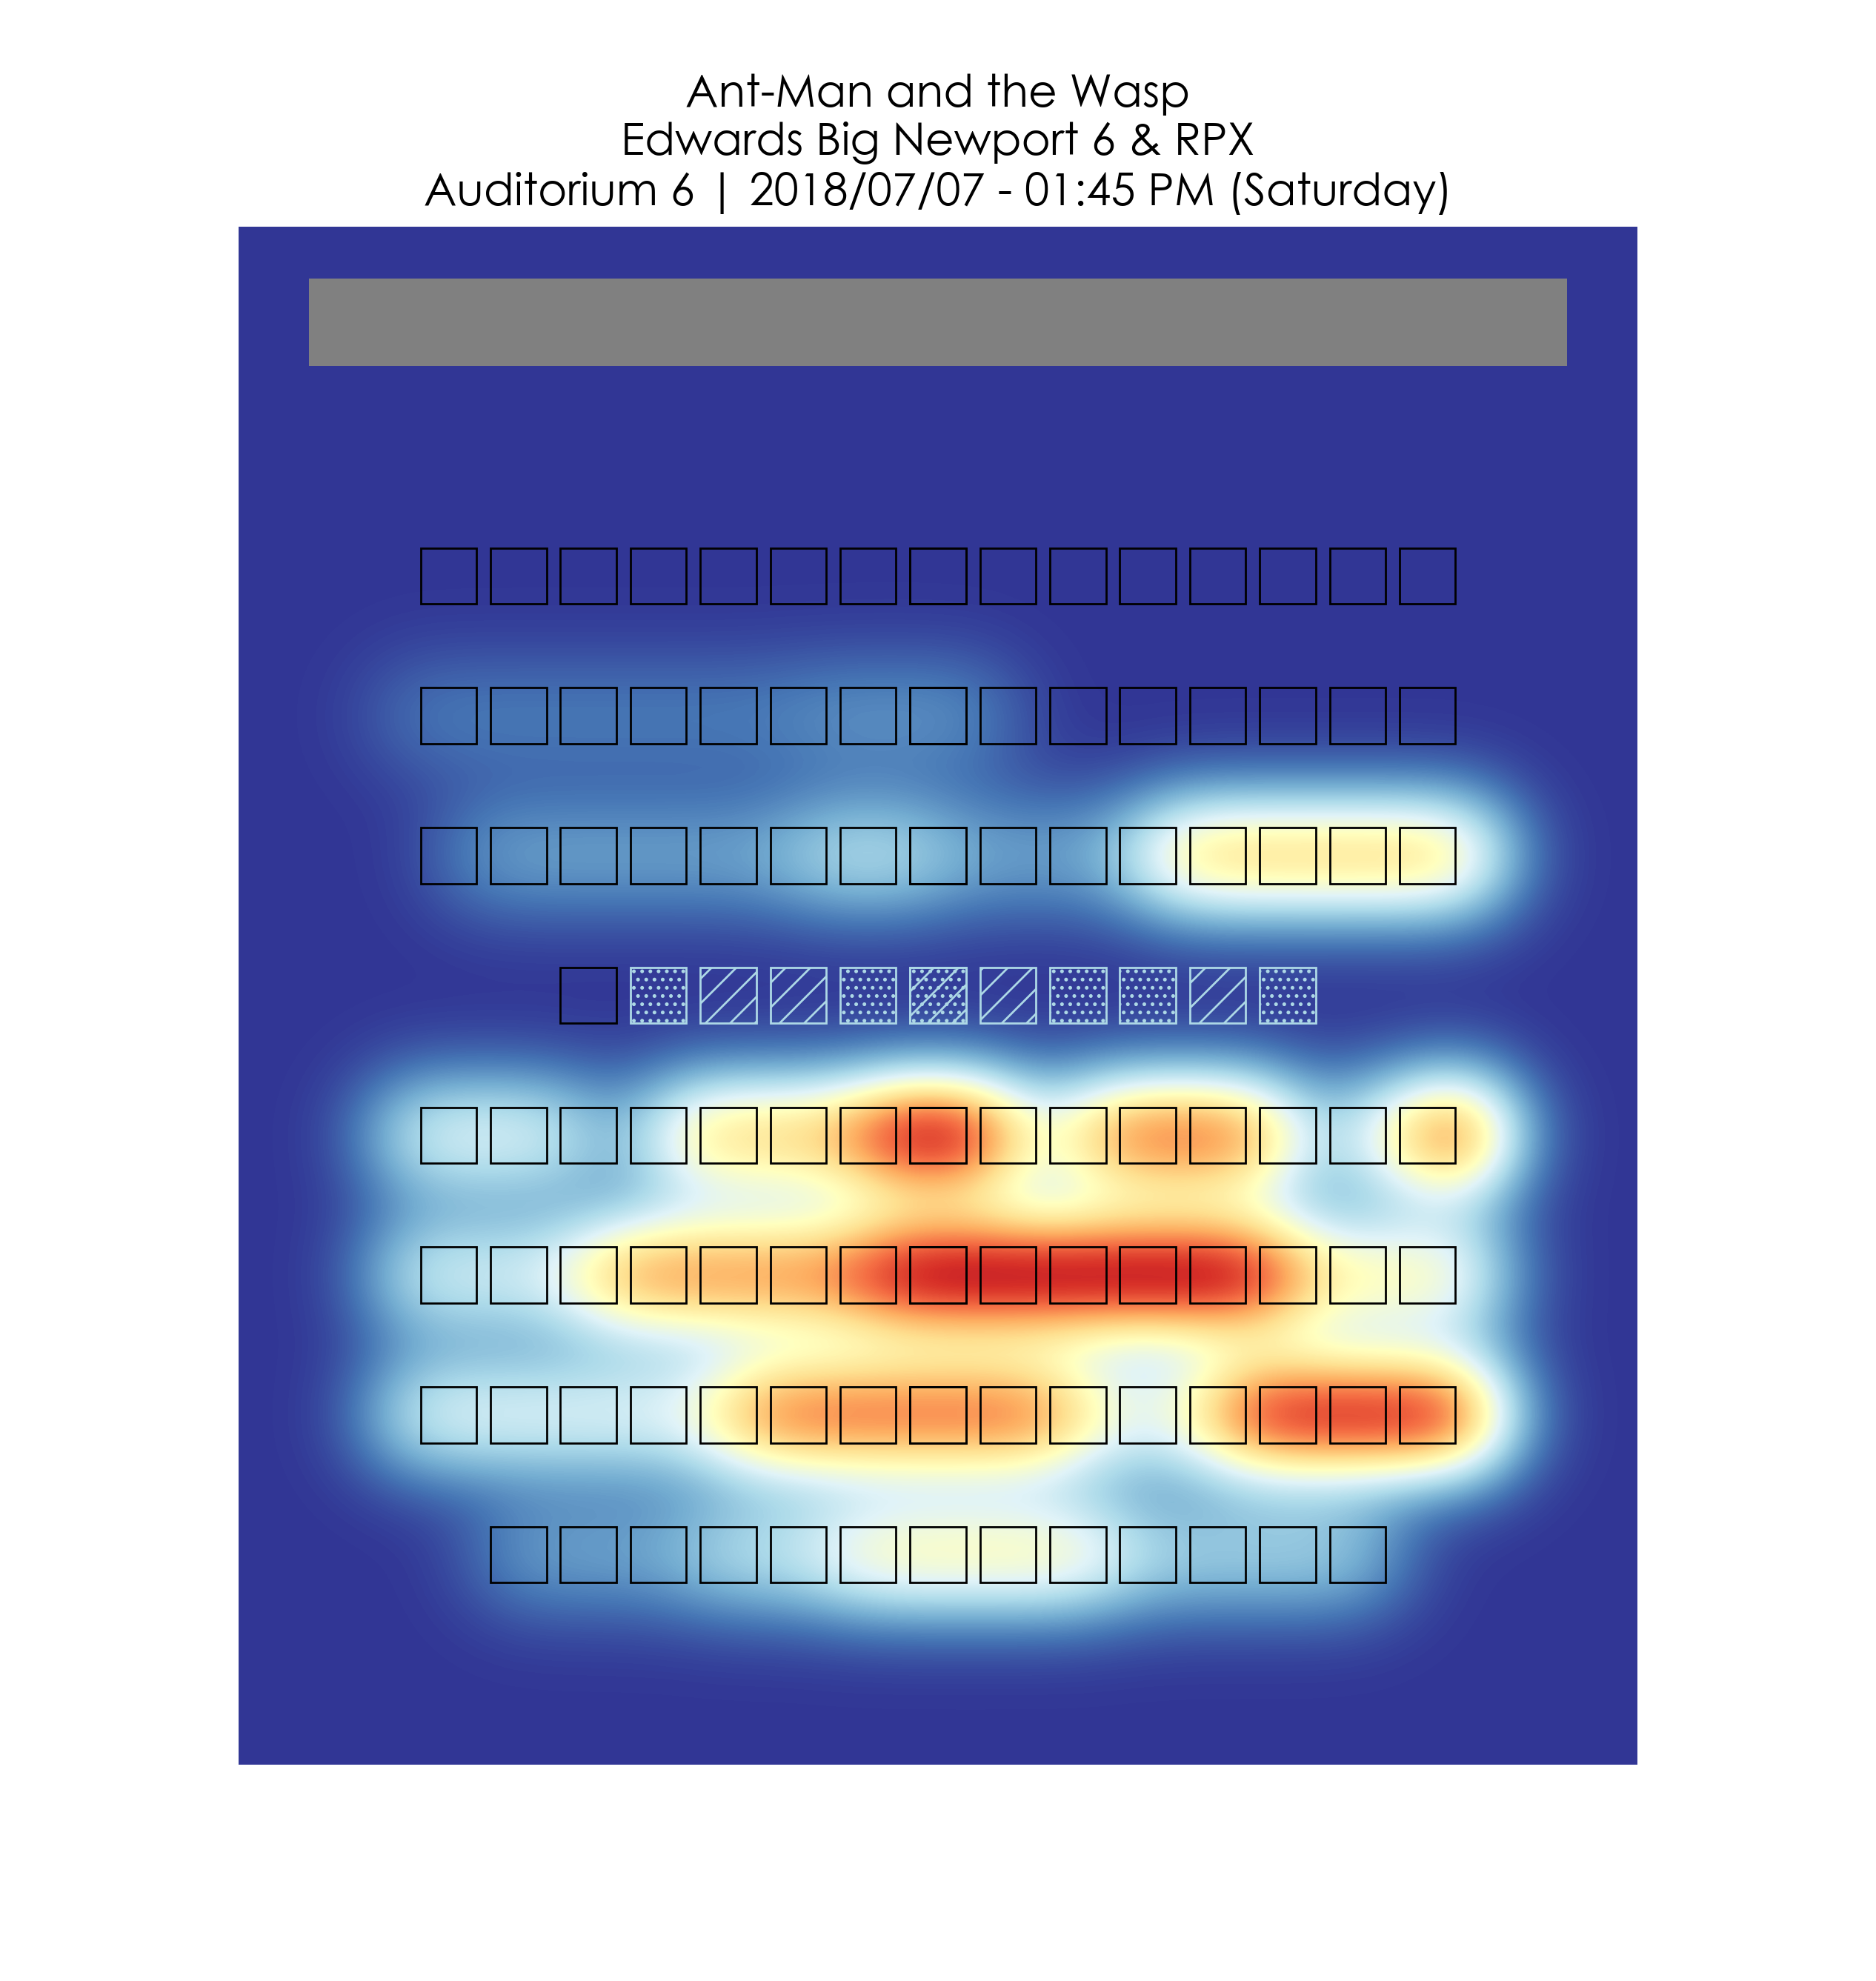 Ant-Man and the Wasp
Edwards Big Newport 6 & RPX
Auditorium 6 | 2018/07/07 - 01:45 PM (Saturday)